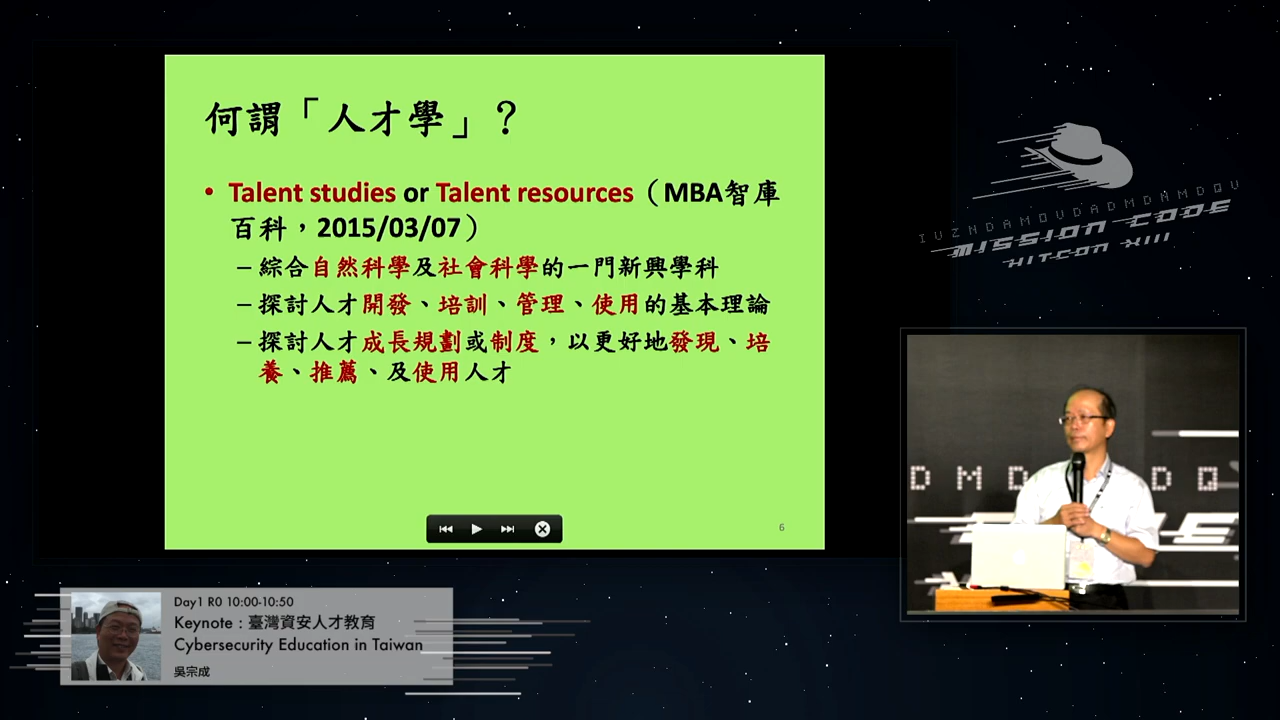 何謂「人才學」？
• Talent studies or Talent resources（MBA智庫
百科，2015/03/07）
–綜合自然科學及社會科學的一門新興學科
–探討人才開發、培訓、管理、使用的基本理論
–探討人才成長規劃或制度，以更好地發現、培
養、推薦、及使用人才
6
IVZNDAMOVDADMDNAMDQV
MISSION CODE
HITCON XIII
DMD
DQ
Day1 R0 10:00-10:50
Keynote：臺灣資安人才教育
Cybersecurity Education in Taiwan
吳宗成